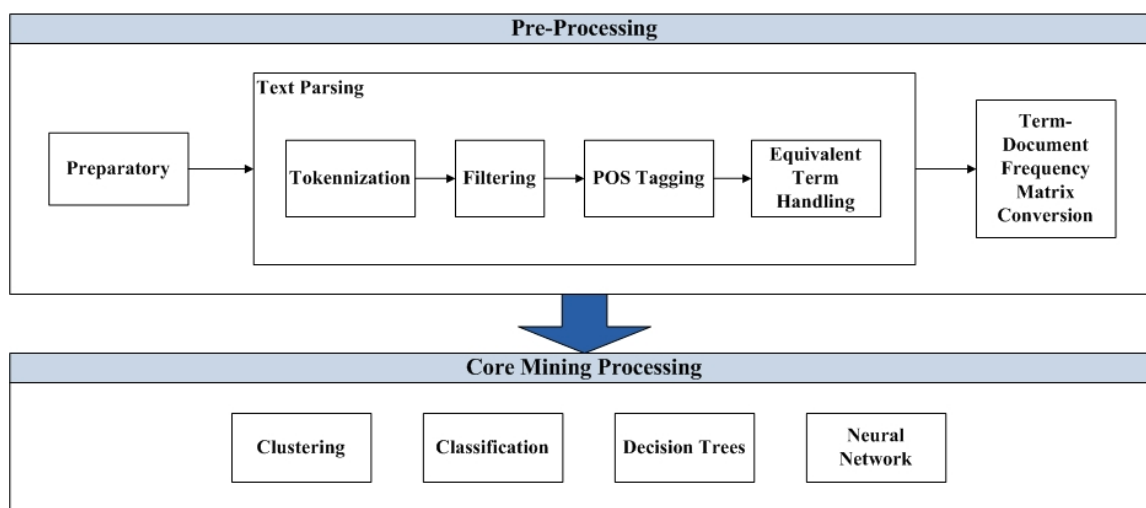 Pre-Processing
Text Parsing
Preparatory
Tokennization
Filtering
POS Tagging
Equivalent
Term
Handling
Term-
Document
Frequency
Matrix
Conversion
Core Mining Processing
Clustering
Classification
Decision Trees
Neural
Network